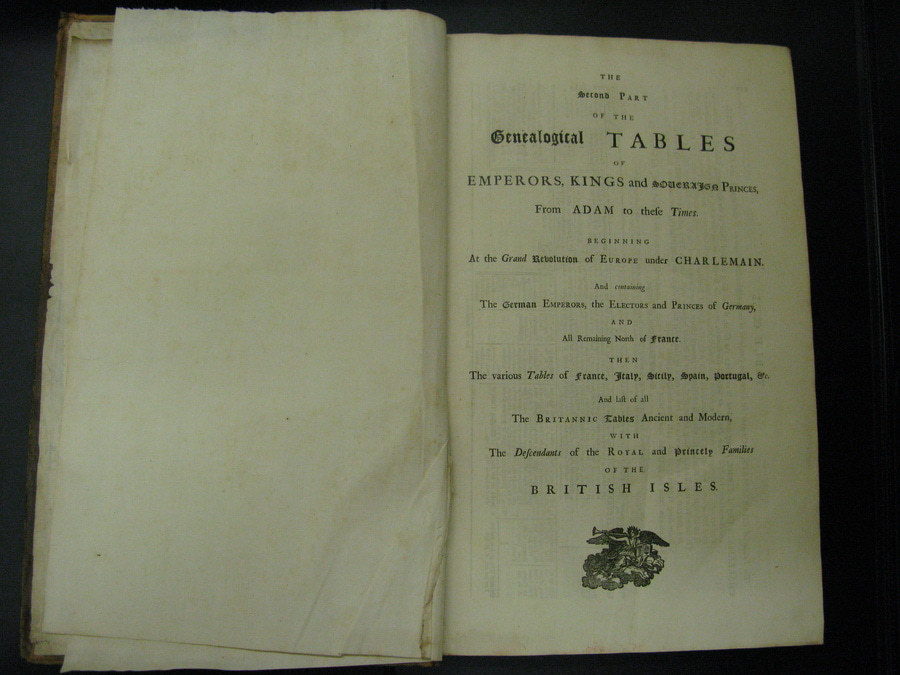 THE
Second PART
OF THE
Genealogical TABLES
OF
EMPERORS, KINGS and SOVERAIGN PRINCES,
From ADAM to theſe Times.
BEGINNING
At the Grand Revolution of EUROPE under CHARLEMAIN.
And containing
The German EMPERORS, the ELECTORS and PRINCES of Germany,
AND
All Remaining North of France.
THEN
The various Tables of France, Italy, Sicily, Spain, Portugal, &c.
And laſt of all
The BRITANNIC Tables Ancient and Modern,
WITH
The Deſcendants of the ROYAL and Princely Families
OF THE
BRITISH ISLES.